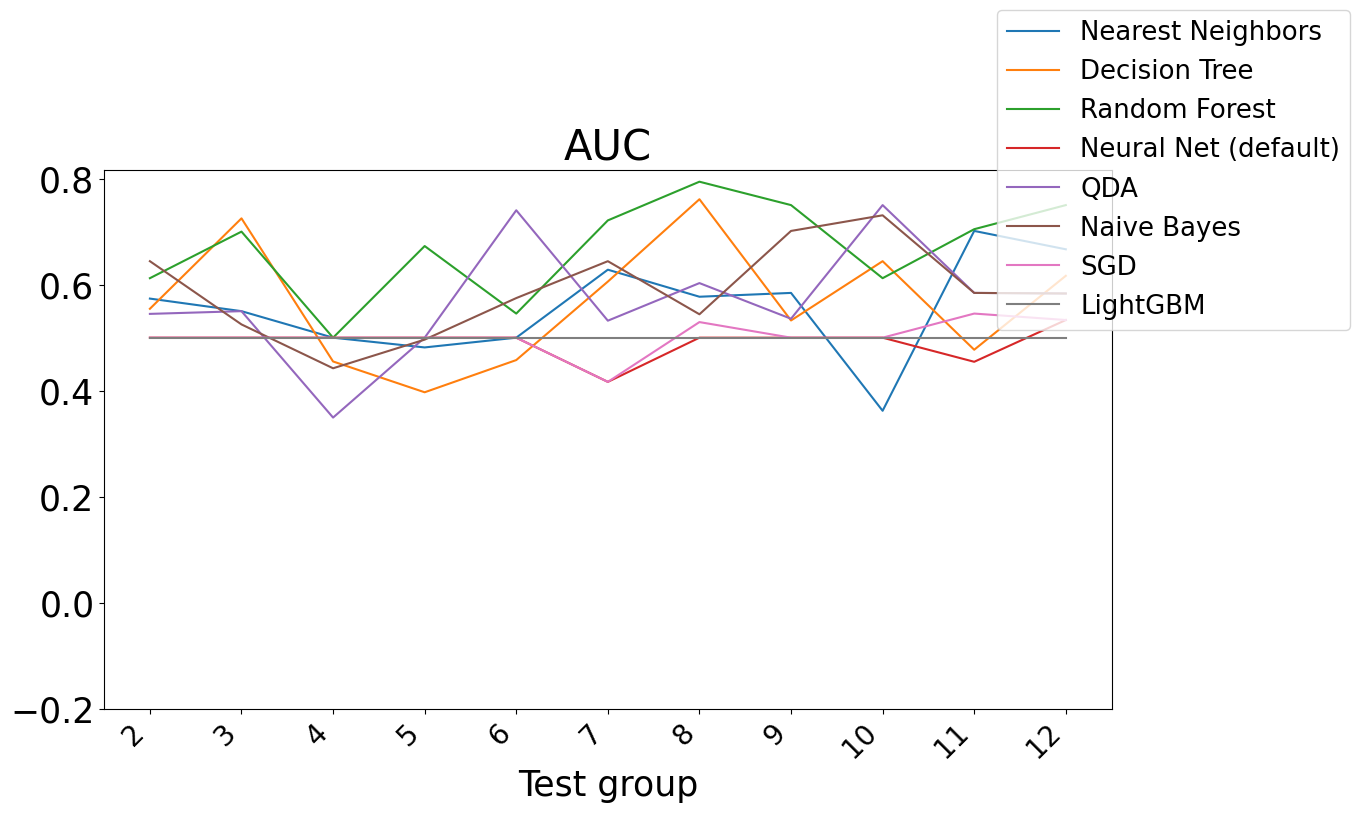 Nearest Neighbors
Decision Tree
Random Forest
Neural Net (default)
QDA
Naive Bayes
SGD
LightGBM
AUC
0.8
0.6
0.4
0.2
0.0
−0.2
2 3 4 5 6 7 8 9 10 11 12
Test group